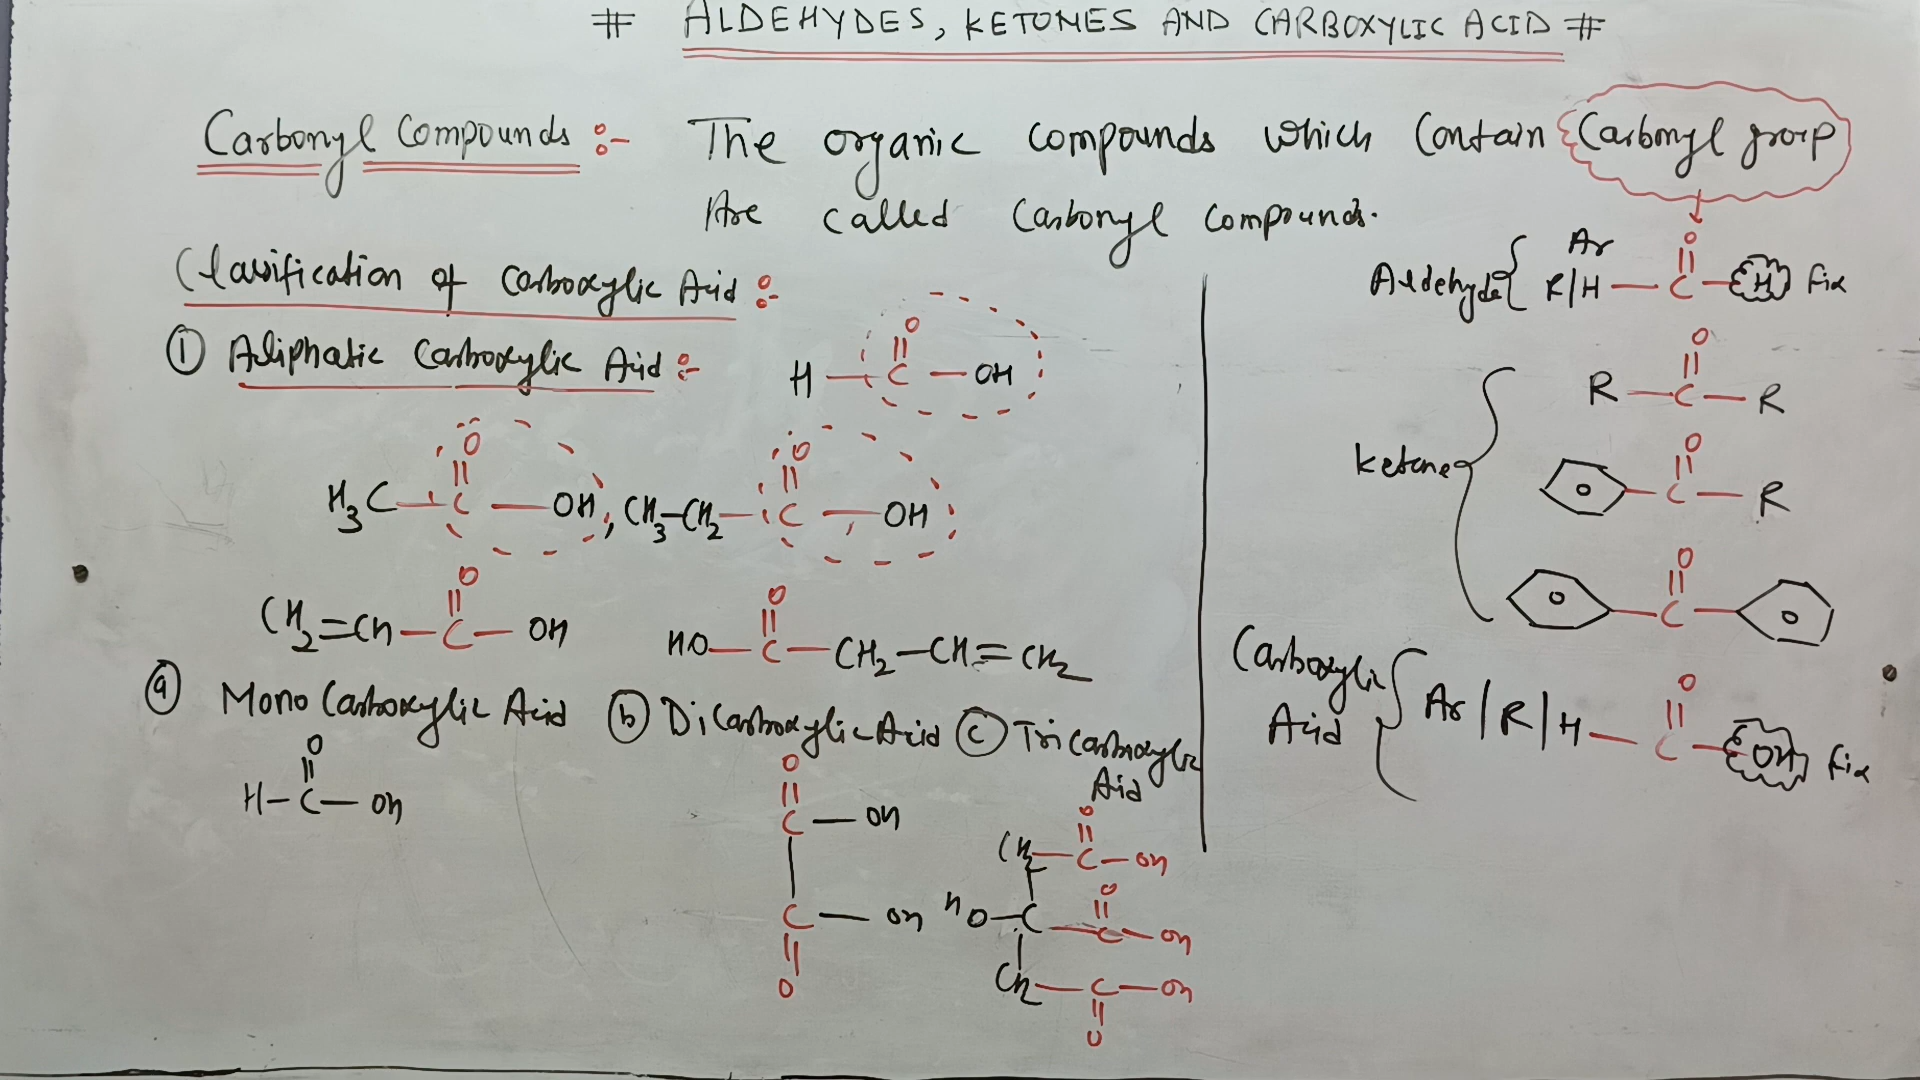 # ALDEHYDES, KETONES AND CARBOXYLIC ACID #
Carbonyl Compounds :- The organic compounds which contain Carbonyl group
Are called Carbonyl compounds.
Classification of Carboxylic Acid :-
① Aliphatic Carboxylic Acid :-
H — C — OH
O
H3C — C — OH, CH3–CH2 — C — OH
O O
CH2=CH — C — OH
O
HO — C — CH2 — CH = CH2
O
ⓐ Mono Carboxylic Acid
O
H – C – OH
ⓑ Dicarboxylic Acid
O
C — OH
C — OH
O
ⓒ Tricarboxylic
Acid
O
CH2 — C — OH
O
HO — C — C — OH
CH2 — C — OH
O
Aldehyde { Ar
R/H — C — H fix
O
Ketone {
O
R — C — R
O
C — R
O
C
Carboxylic
Acid {
Ar / R / H — C — OH fix
O